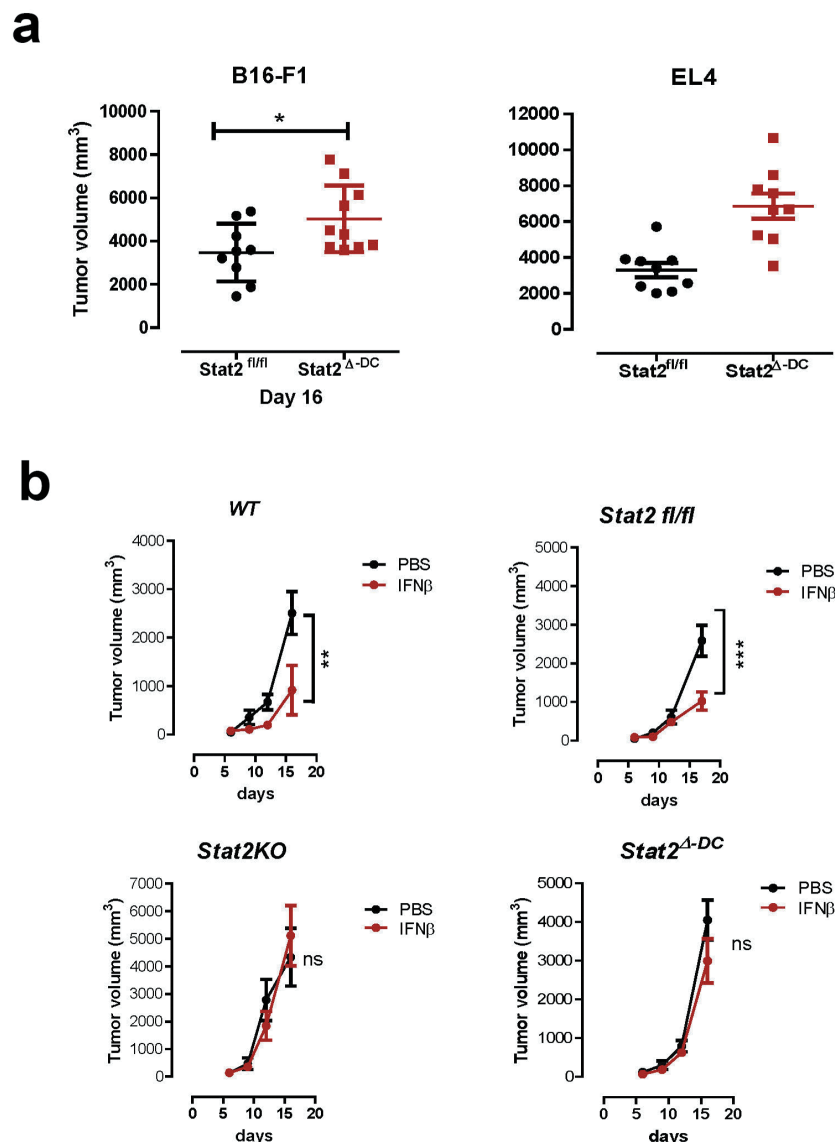 a
B16-F1
EL4
Tumor volume (mm³)
10000
8000
6000
4000
2000
0
*
Stat2 fl/fl
Stat2 Δ-DC
Day 16
12000
10000
8000
6000
4000
2000
0
Stat2fl/fl
Stat2Δ-DC
b
WT
Tumor volume (mm³)
4000
3000
2000
1000
0
0 5 10 15 20
days
PBS
IFNβ
**
Stat2 fl/fl
Tumor volume (mm³)
5000
4000
3000
2000
1000
0
0 5 10 15 20
days
PBS
IFNβ
***
Stat2KO
Tumor volume (mm³)
7000
6000
5000
4000
3000
2000
1000
0
0 5 10 15 20
days
PBS
IFNβ
ns
Stat2Δ-DC
Tumor volume (mm³)
5000
4000
3000
2000
1000
0
0 5 10 15 20
days
PBS
IFNβ
ns